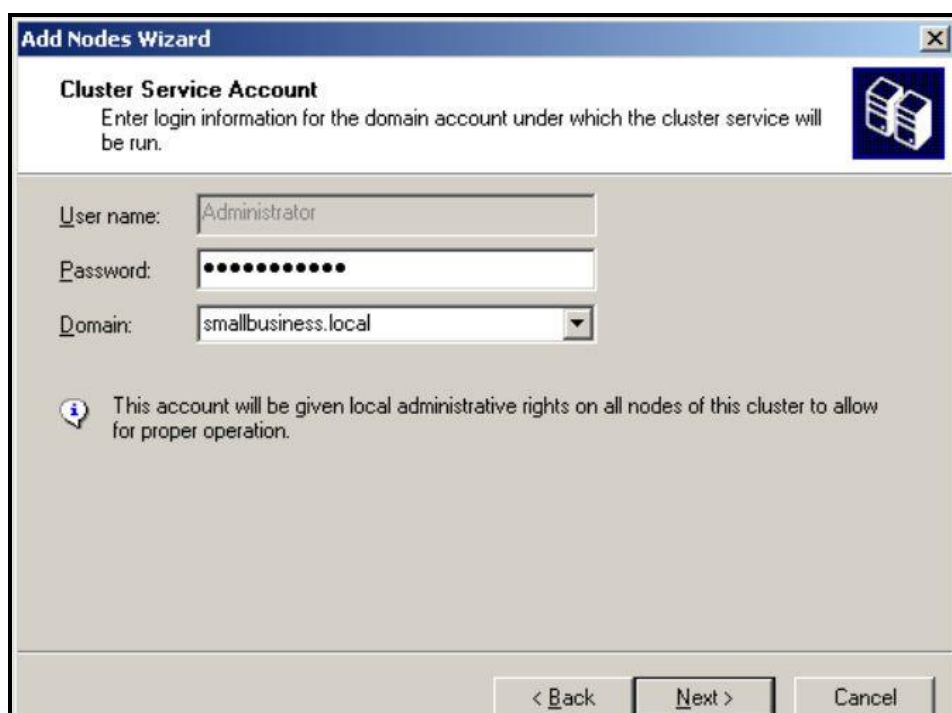 Add Nodes Wizard
Cluster Service Account
Enter login information for the domain account under which the cluster service will
be run.
User name: Administrator
Password: ●●●●●●●●●●●
Domain: smallbusiness.local
This account will be given local administrative rights on all nodes of this cluster to allow
for proper operation.
< Back Next > Cancel